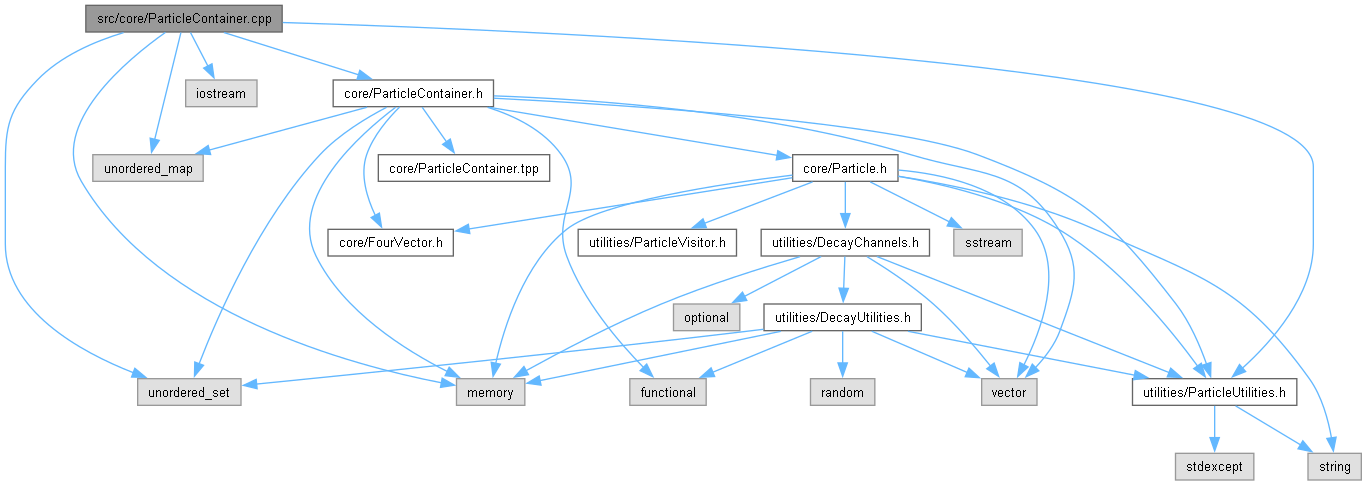 src/core/ParticleContainer.cpp
iostream
core/ParticleContainer.h
unordered_map
core/ParticleContainer.tpp
core/Particle.h
core/FourVector.h
utilities/ParticleVisitor.h
utilities/DecayChannels.h
sstream
optional
utilities/DecayUtilities.h
unordered_set
memory
functional
random
vector
utilities/ParticleUtilities.h
stdexcept
string